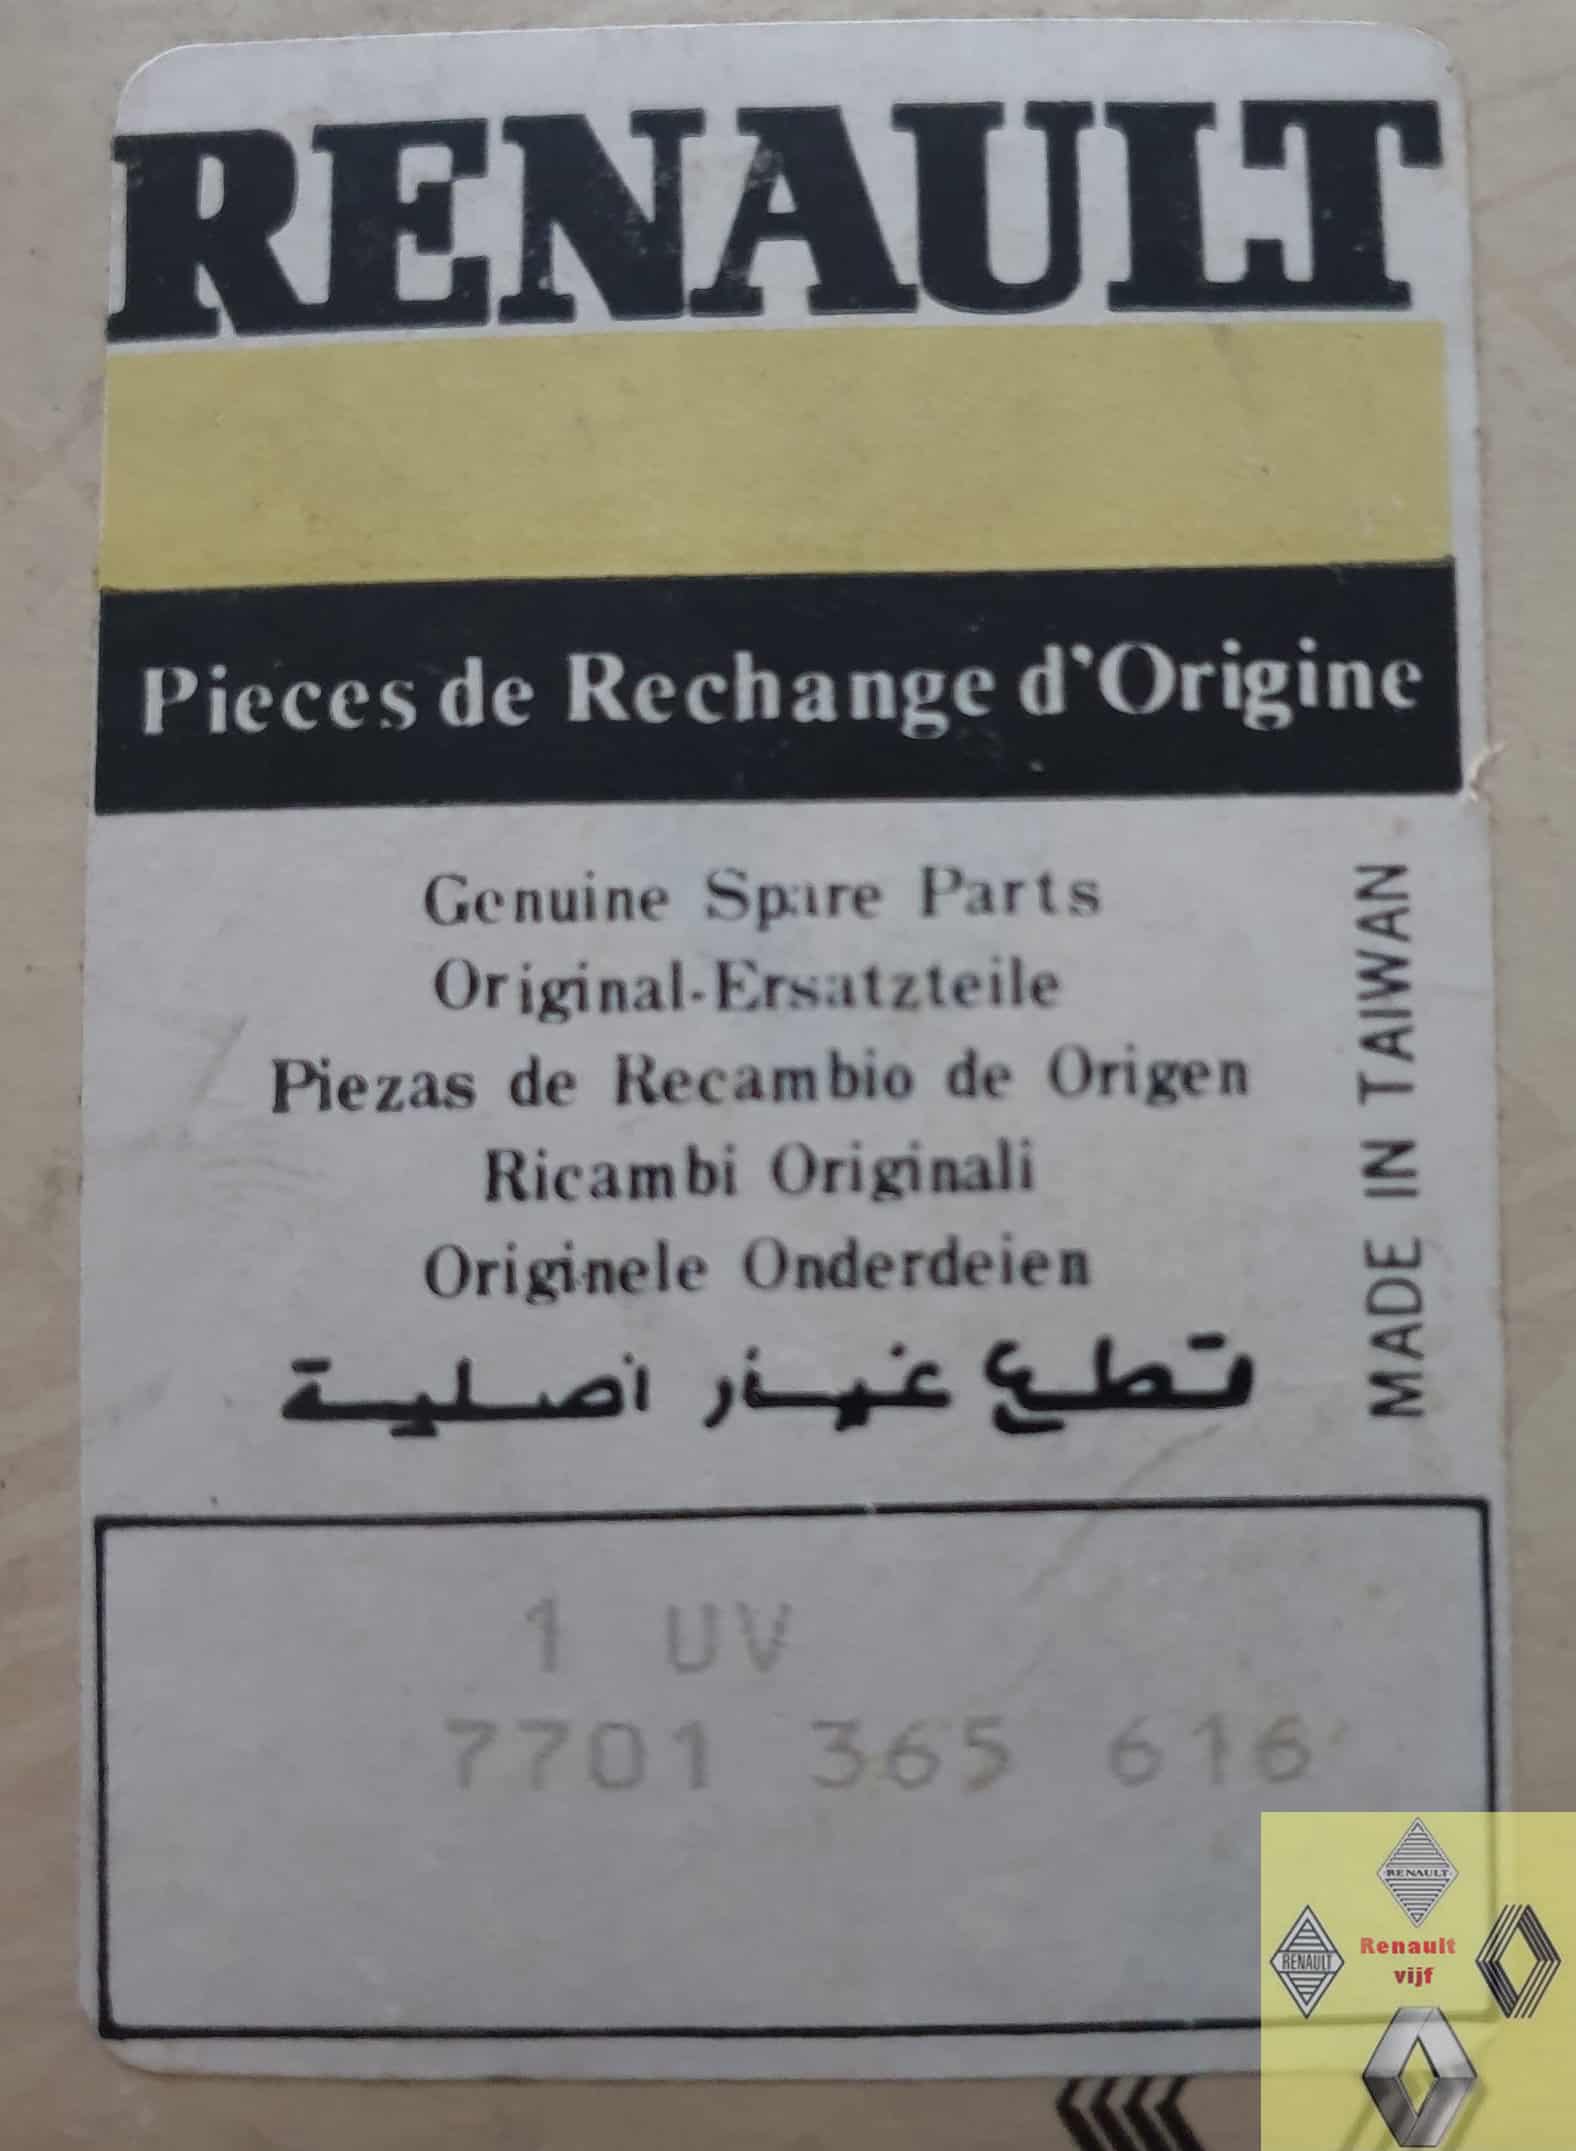 RENAULT
Pieces de Rechange d'Origine
Genuine Spare Parts
Original-Ersatzteile
Piezas de Recambio de Origen
Ricambi Originali
Originele Onderdeien
قطع غيار اصلية
MADE IN TAIWAN
1 UV
7701 365 616
RENAULT
RENAULT
Renault
vijf